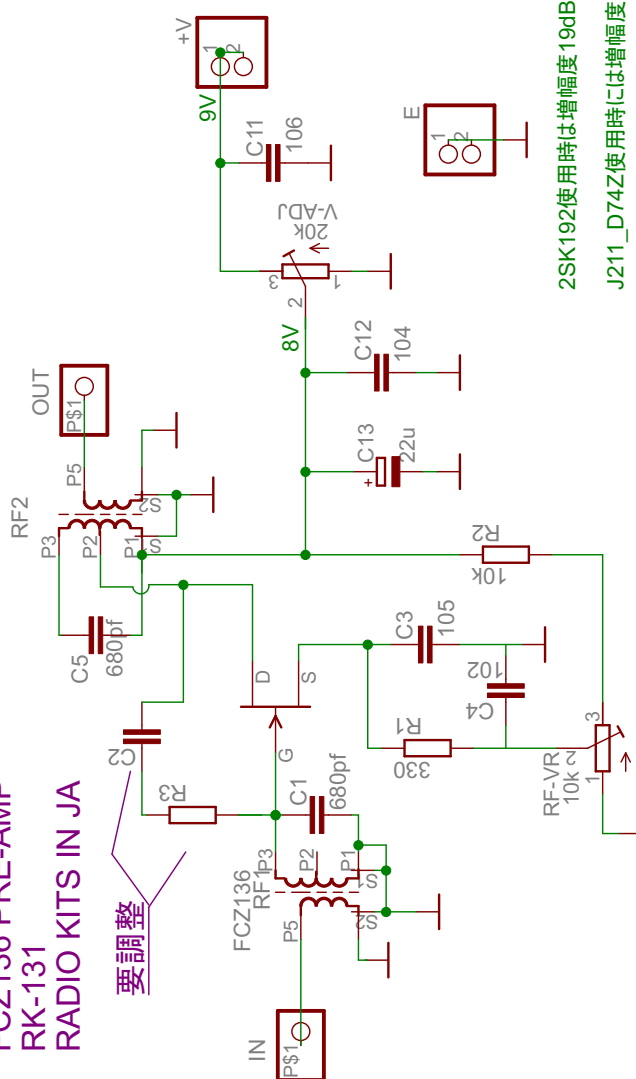 RK-131
RADIO KITS IN JA
要調整
IN
P$1
FCZ136
RF1
P5
P3
P2
P1
S1
S2
R3
C2
C1
680pf
G
D
S
C5
680pf
RF2
P3
P2
P1
P5
S2
OUT
P$1
R1
330
C3
105
C4
102
RF-VR
10k
1
2
3
R2
10k
C13
22u
+
C12
104
8V
V-ADJ
20k
1
2
3
C11
106
9V
+V
1
2
E
1
2
2SK192使用時は増幅度19dB
J211_D74Z使用時には増幅度